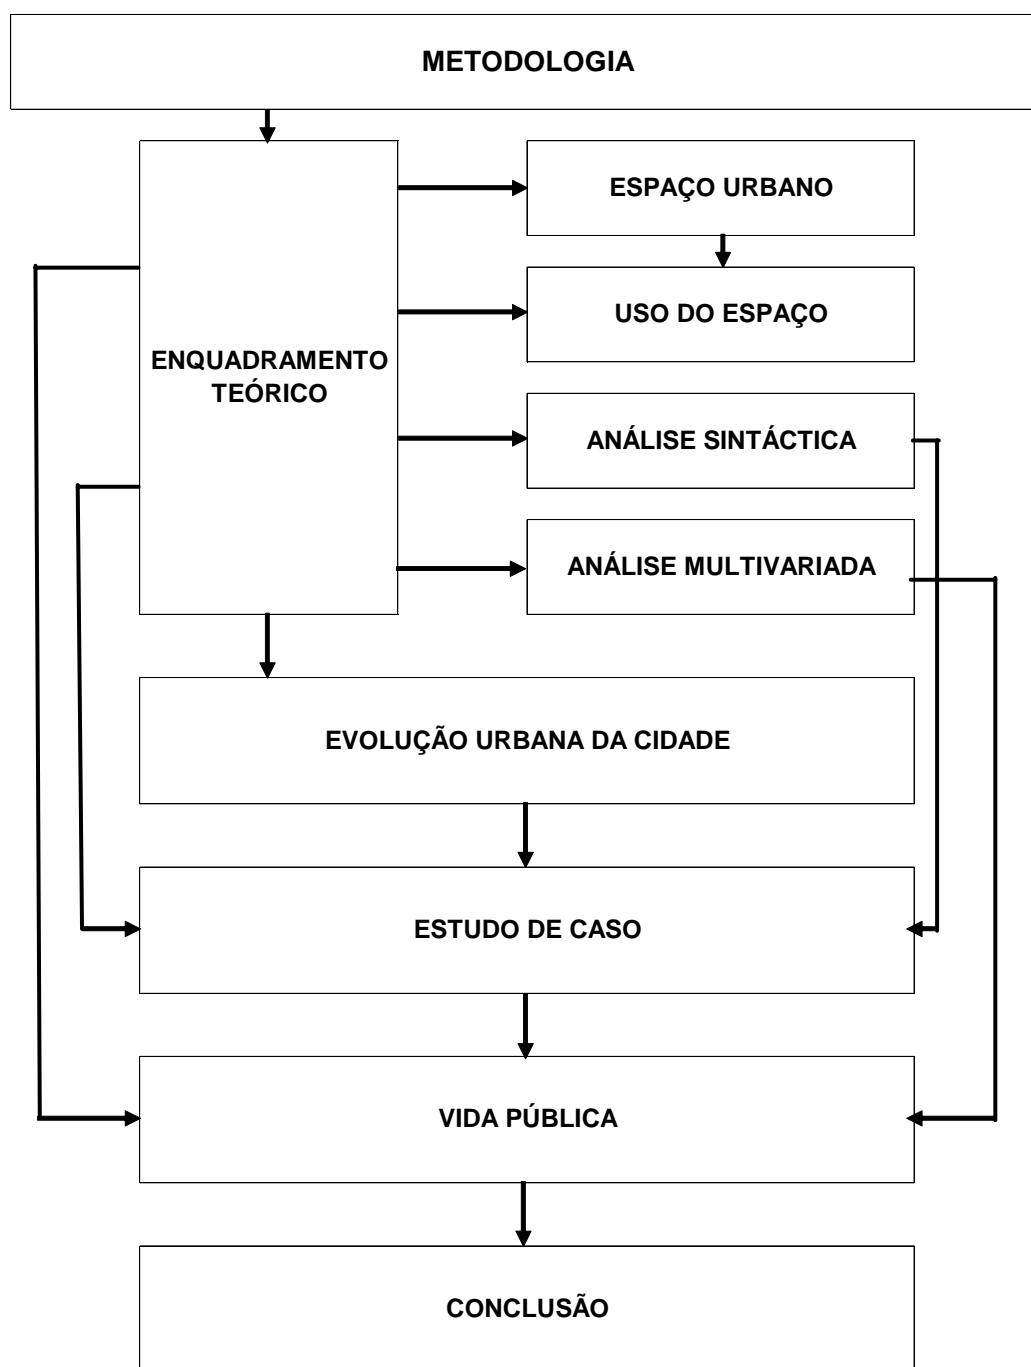 METODOLOGIA
ESPAÇO URBANO
USO DO ESPAÇO
ENQUADRAMENTO
TEÓRICO
ANÁLISE SINTÁCTICA
ANÁLISE MULTIVARIADA
EVOLUÇÃO URBANA DA CIDADE
ESTUDO DE CASO
VIDA PÚBLICA
CONCLUSÃO